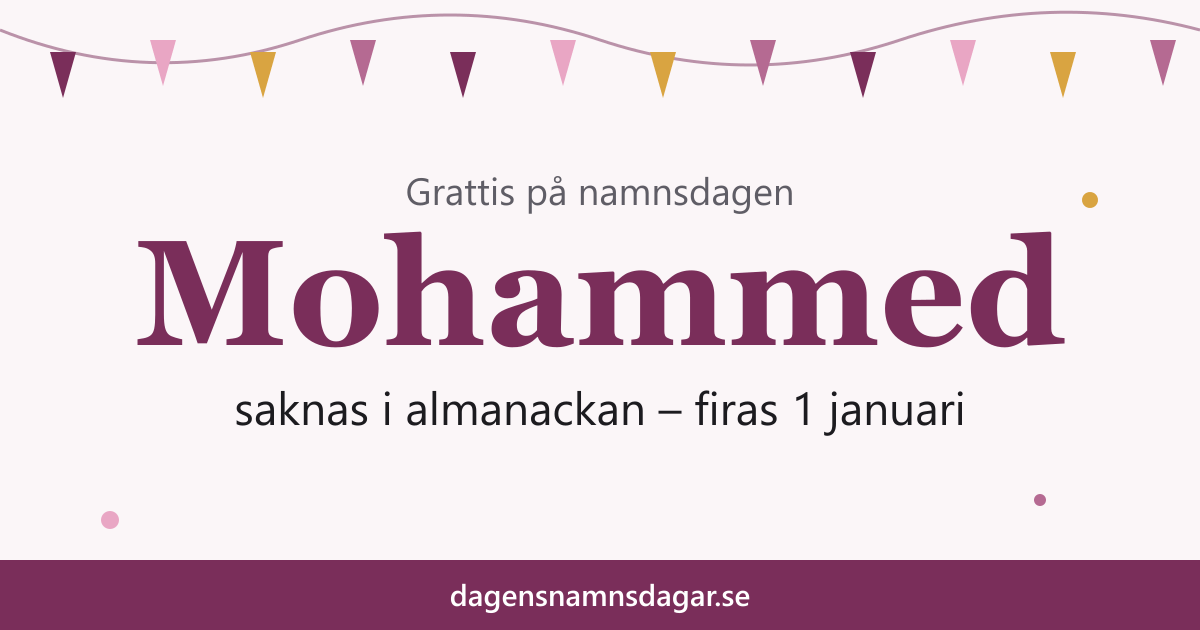 Grattis på namnsdagen
Mohammed
saknas i almanackan – firas 1 januari
dagensnamnsdagar.se